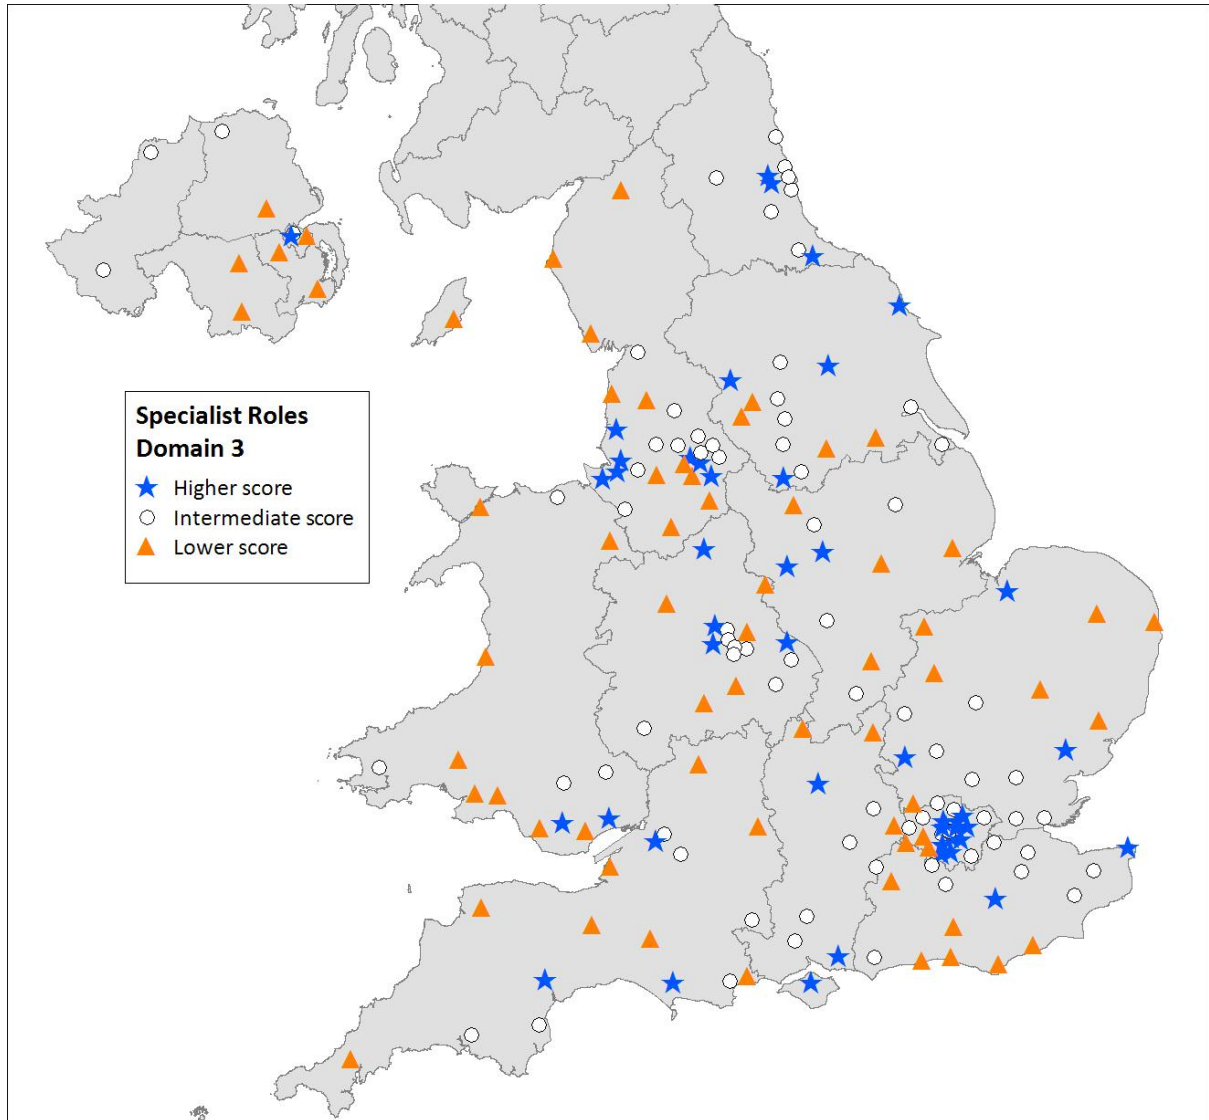 Specialist Roles
Domain 3
Higher score
Intermediate score
Lower score